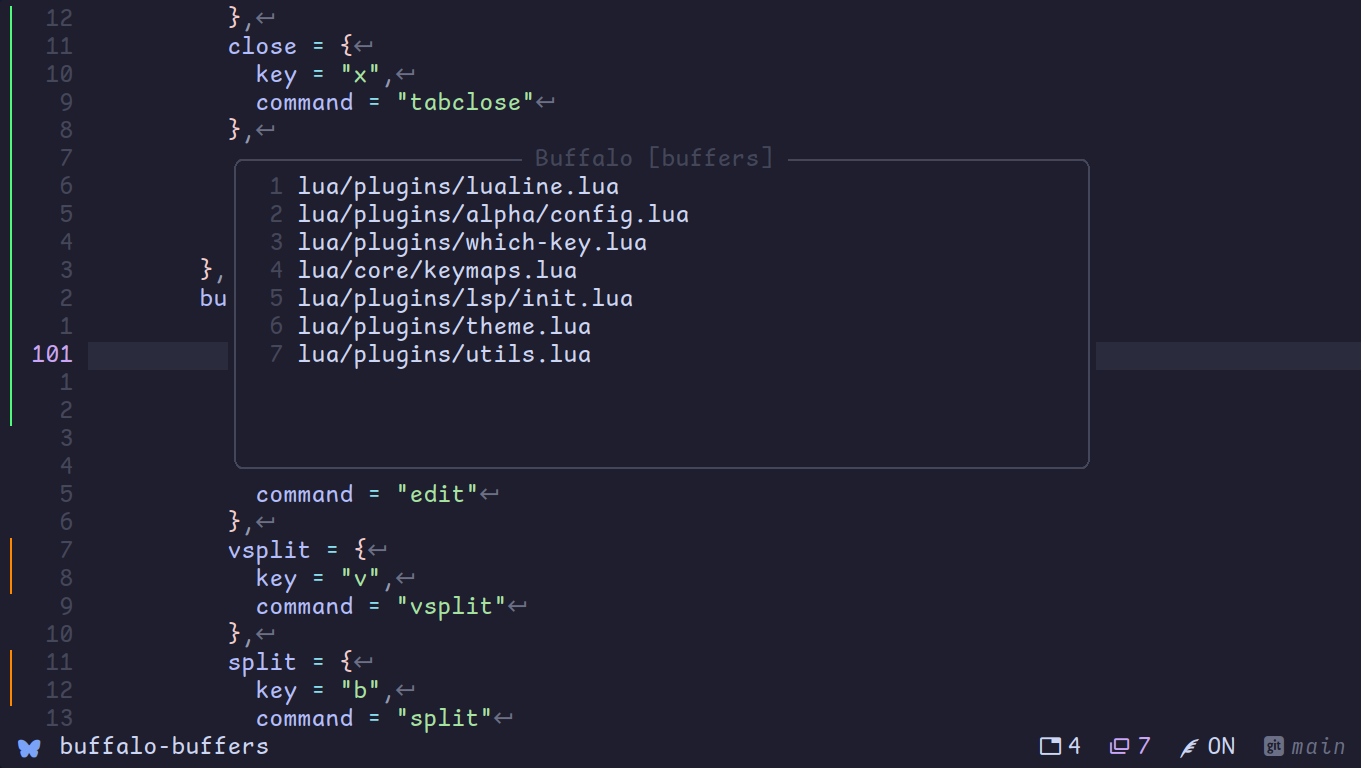 12 },↵
11 close = {↵
10 key = "x",↵
9 command = "tabclose"↵
8 },↵
7 Buffalo [buffers]
6 1 lua/plugins/lualine.lua
5 2 lua/plugins/alpha/config.lua
4 3 lua/plugins/which-key.lua
3 }, 4 lua/core/keymaps.lua
2 bu 5 lua/plugins/lsp/init.lua
1 6 lua/plugins/theme.lua
101 7 lua/plugins/utils.lua
1
2
3
4
5 command = "edit"↵
6 },↵
7 vsplit = {↵
8 key = "v",↵
9 command = "vsplit"↵
10 },↵
11 split = {↵
12 key = "b",↵
13 command = "split"↵
buffalo-buffers 4 7 ON git main